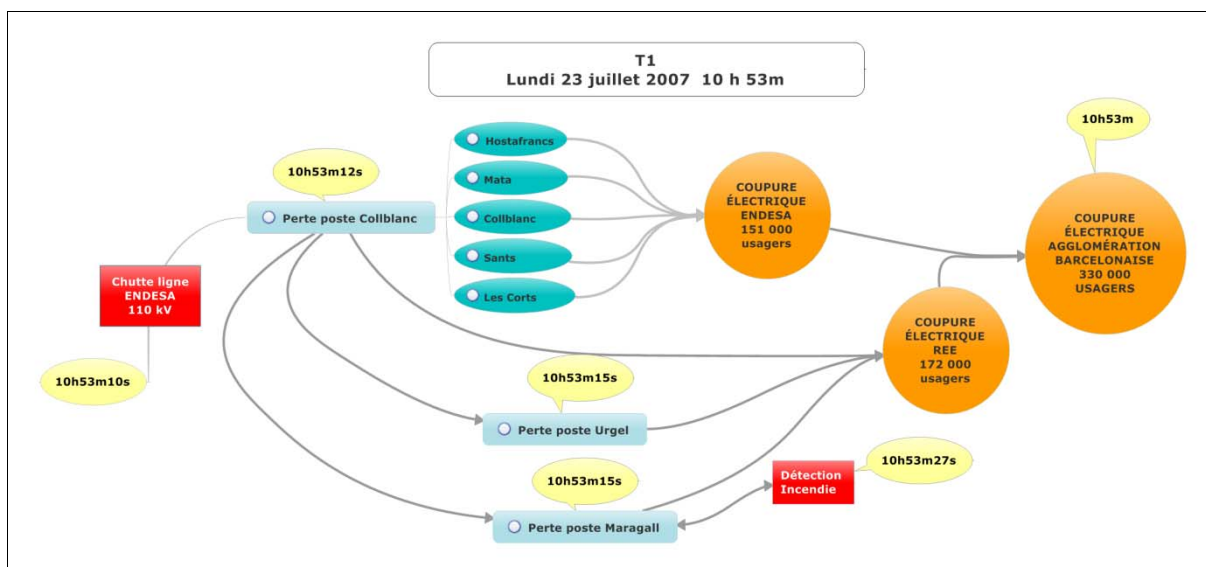 T1
Lundi 23 juillet 2007 10 h 53m
10h53m
Hostafrancs
10h53m12s
Mata
COUPURE
ÉLECTRIQUE
ENDESA
151 000
usagers
Perte poste Collblanc
Collblanc
COUPURE
ÉLECTRIQUE
AGGLOMÉRATION
BARCELONAISE
330 000
USAGERS
Sants
Chutte ligne
ENDESA
110 kV
Les Corts
COUPURE
ÉLECTRIQUE
REE
172 000
usagers
10h53m10s
10h53m15s
Perte poste Urgel
10h53m27s
10h53m15s
Détection
Incendie
Perte poste Maragall